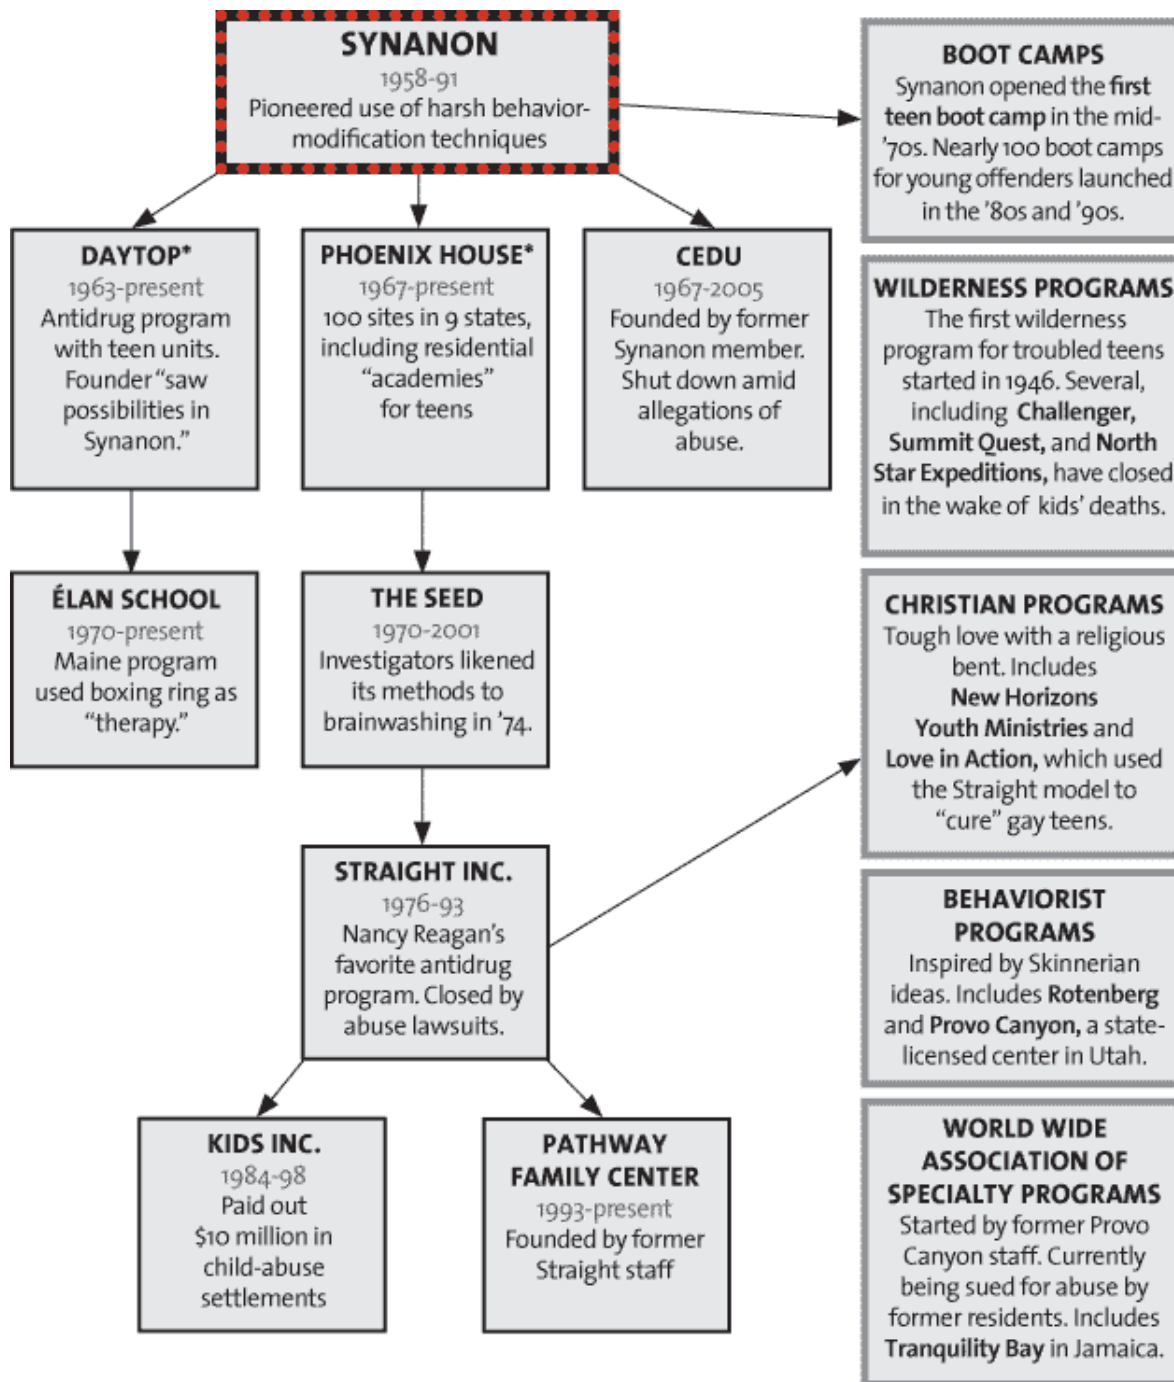 SYNANON
1958-91
Pioneered use of harsh behavior-
modification techniques
BOOT CAMPS
Synanon opened the first
teen boot camp in the mid-
’70s. Nearly 100 boot camps
for young offenders launched
in the ’80s and ’90s.
DAYTOP*
1963-present
Antidrug program
with teen units.
Founder “saw
possibilities in
Synanon.”
PHOENIX HOUSE*
1967-present
100 sites in 9 states,
including residential
“academies”
for teens
CEDU
1967-2005
Founded by former
Synanon member.
Shut down amid
allegations of
abuse.
WILDERNESS PROGRAMS
The first wilderness
program for troubled teens
started in 1946. Several,
including Challenger,
Summit Quest, and North
Star Expeditions, have closed
in the wake of kids’ deaths.
ÉLAN SCHOOL
1970-present
Maine program
used boxing ring as
“therapy.”
THE SEED
1970-2001
Investigators likened
its methods to
brainwashing in ’74.
CHRISTIAN PROGRAMS
Tough love with a religious
bent. Includes
New Horizons
Youth Ministries and
Love in Action, which used
the Straight model to
“cure” gay teens.
STRAIGHT INC.
1976-93
Nancy Reagan’s
favorite antidrug
program. Closed by
abuse lawsuits.
BEHAVIORIST
PROGRAMS
Inspired by Skinnerian
ideas. Includes Rotenberg
and Provo Canyon, a state-
licensed center in Utah.
KIDS INC.
1984-98
Paid out
$10 million in
child-abuse
settlements
PATHWAY
FAMILY CENTER
1993-present
Founded by former
Straight staff
WORLD WIDE
ASSOCIATION OF
SPECIALTY PROGRAMS
Started by former Provo
Canyon staff. Currently
being sued for abuse by
former residents. Includes
Tranquility Bay in Jamaica.